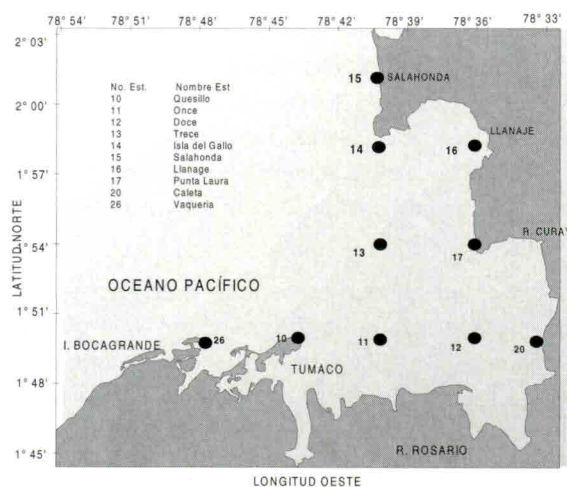 78° 54' 78° 51' 78° 48' 78° 42' 78° 39' 78° 36' 78° 33'
2° 03'
2° 00'
1° 57'
1° 54'
1° 51'
1° 48'
1° 45'
LATITUD NORTE
No. Est. Nombre Est
10 Quesillo
11 Once
12 Doce
13 Trece
14 Isla del Gallo
15 Salahonda
16 Llanage
17 Punta Laura
20 Caleta
26 Vaqueria
15 SALAHONDA
LLANAJE
14
16
R. CURAY
13
17
OCEANO PACÍFICO
I. BOCAGRANDE
26
10
11
12
20
TUMACO
R. ROSARIO
LONGITUD OESTE